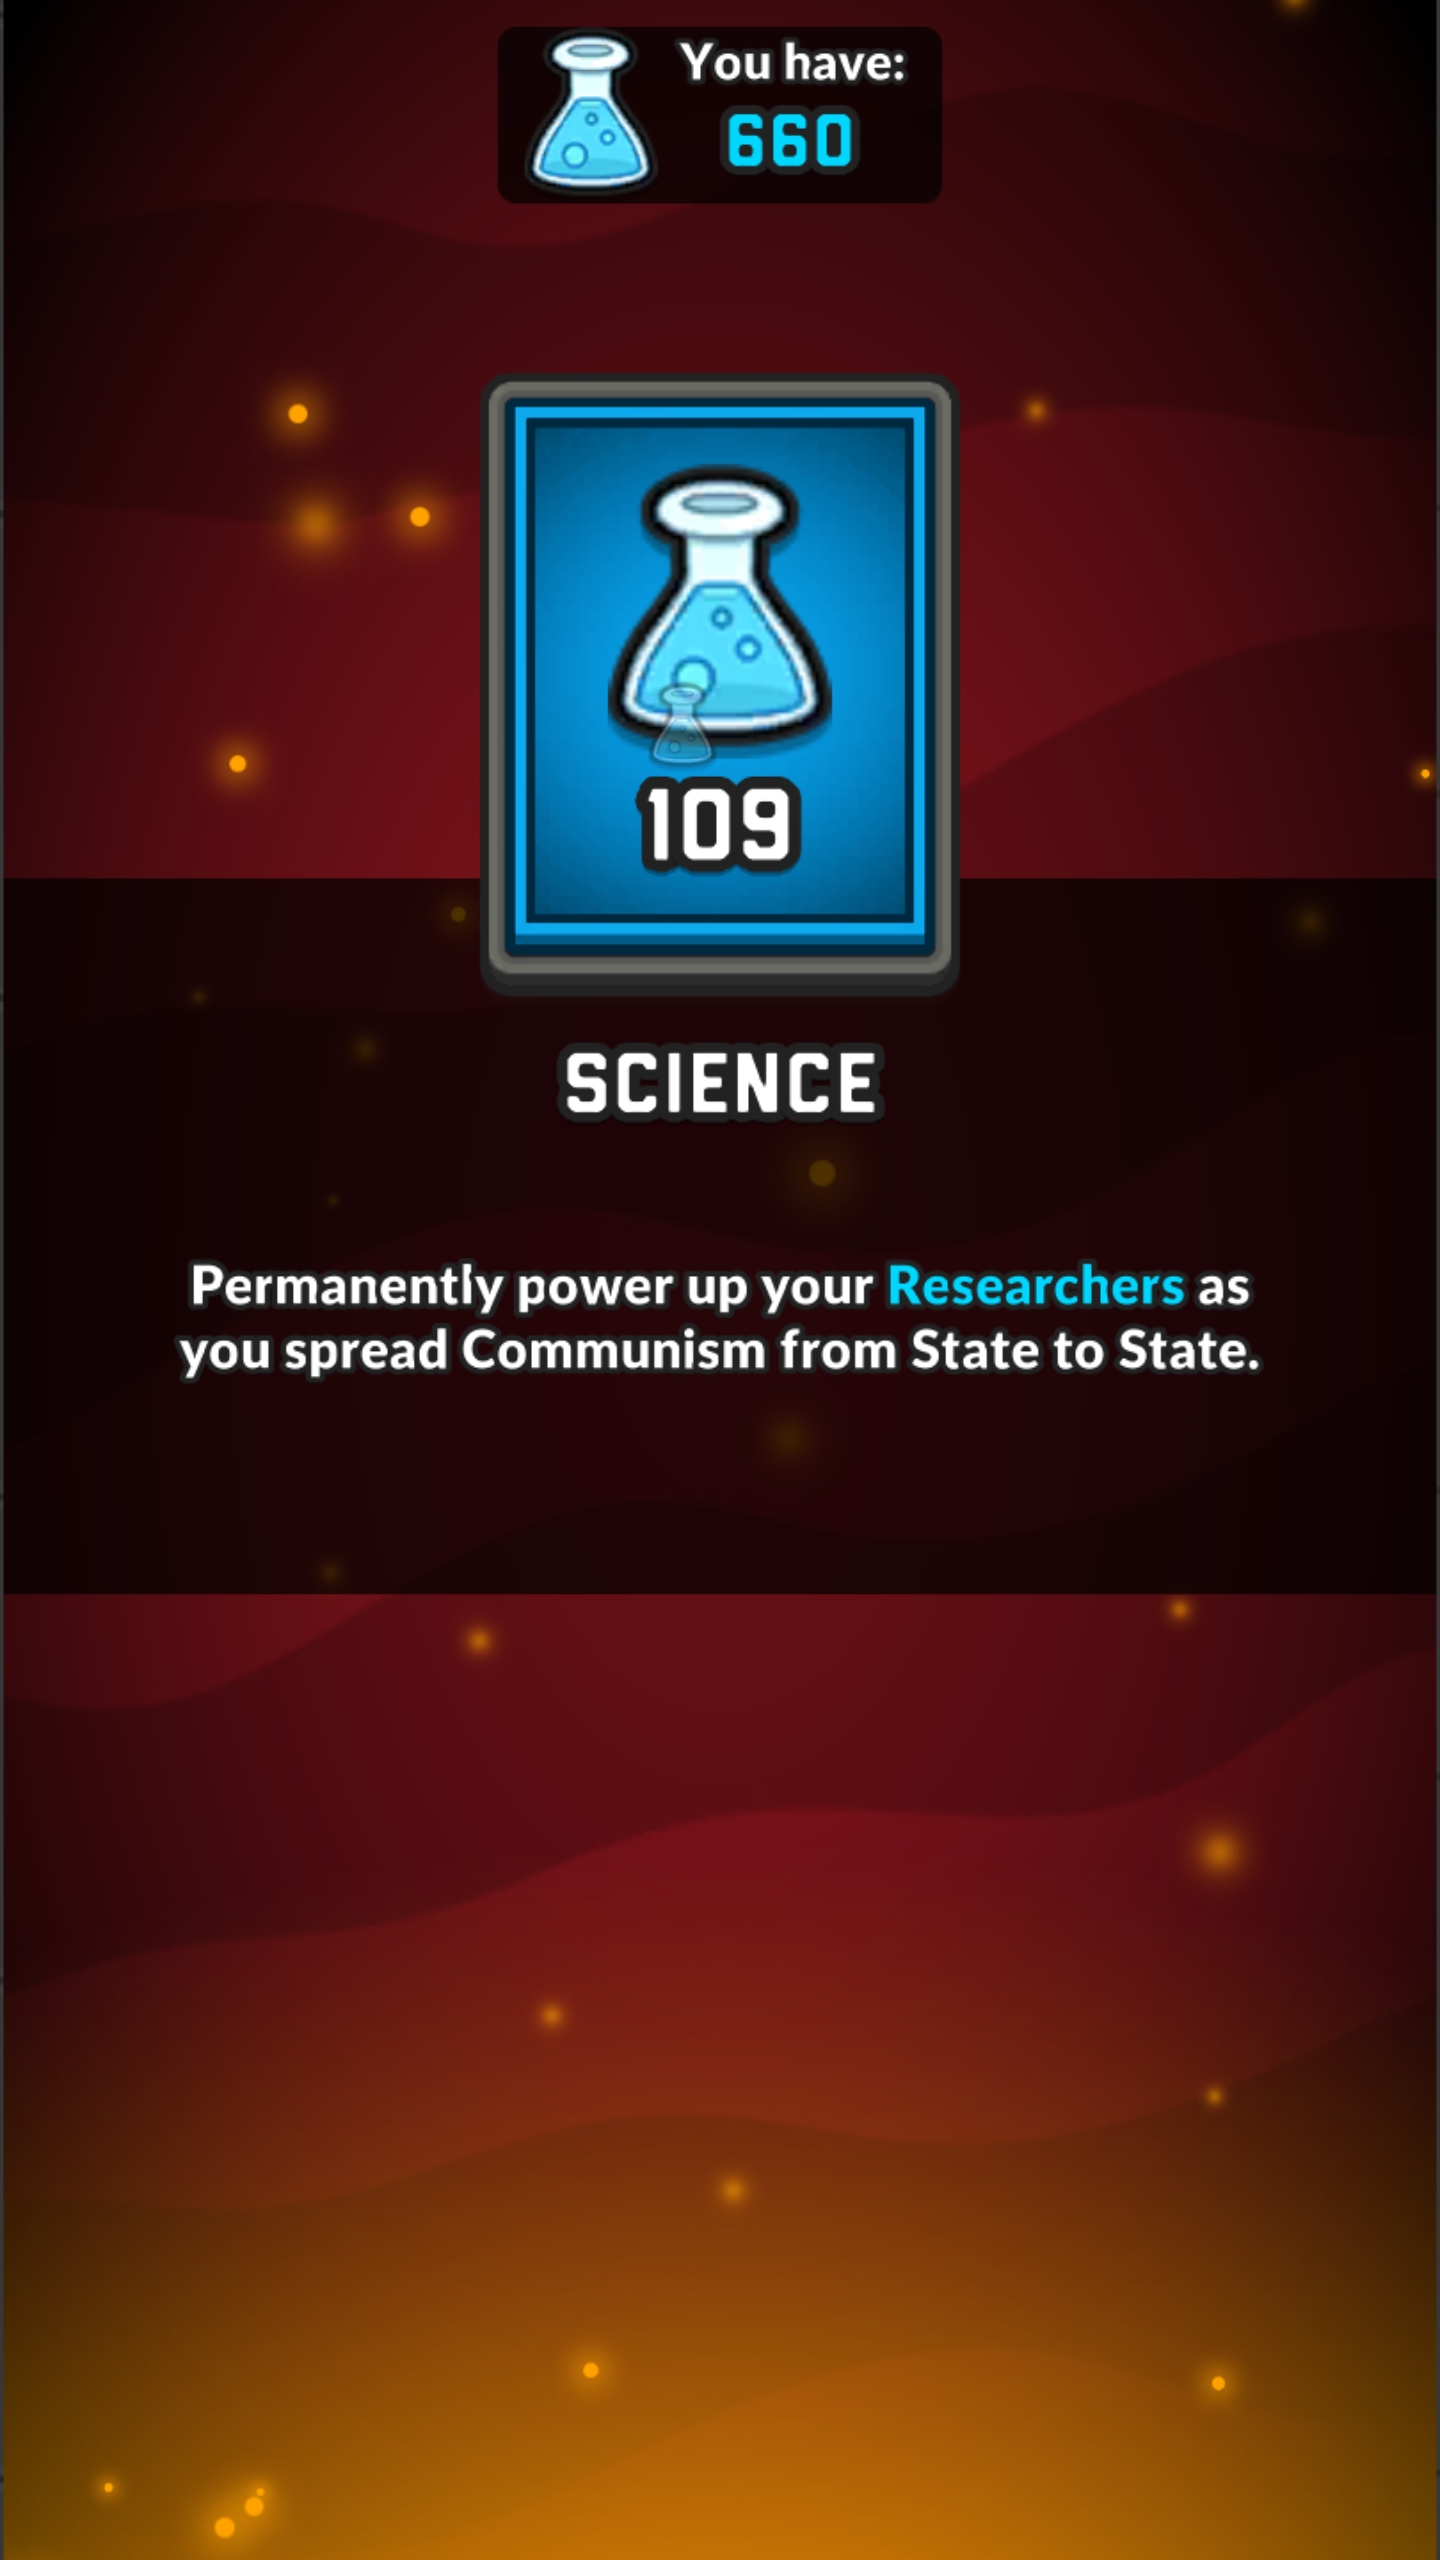 You have:
660
109
SCIENCE
Permanently power up your Researchers as
you spread Communism from State to State.